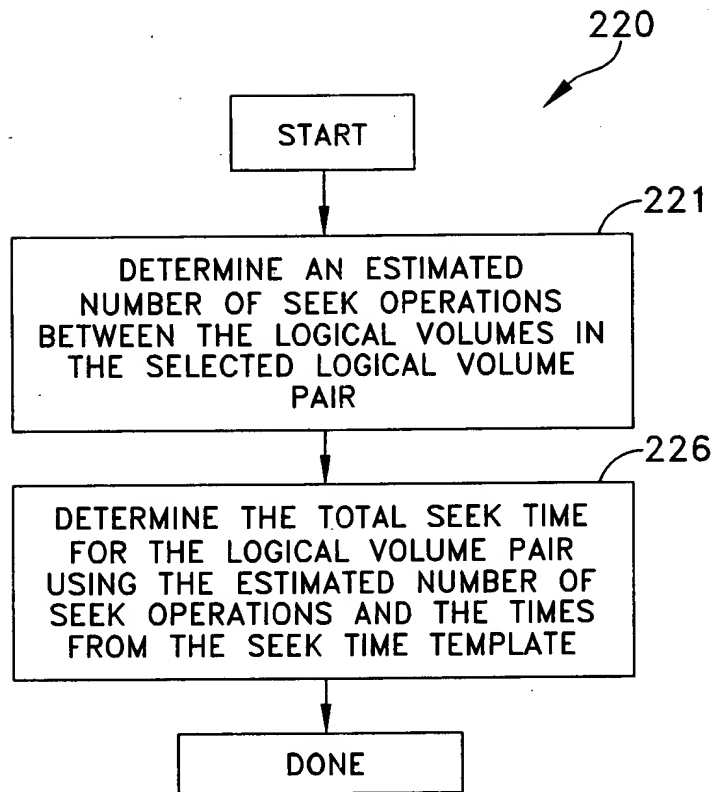 220
START
221
DETERMINE AN ESTIMATED
NUMBER OF SEEK OPERATIONS
BETWEEN THE LOGICAL VOLUMES IN
THE SELECTED LOGICAL VOLUME
PAIR
226
DETERMINE THE TOTAL SEEK TIME
FOR THE LOGICAL VOLUME PAIR
USING THE ESTIMATED NUMBER OF
SEEK OPERATIONS AND THE TIMES
FROM THE SEEK TIME TEMPLATE
DONE